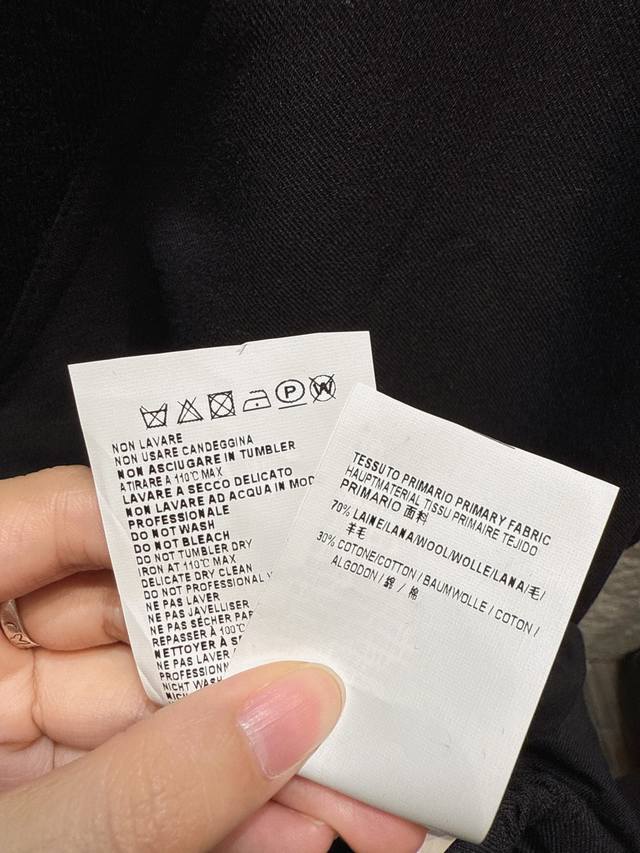 P W
NON LAVARE
NON USARE CANDEGGINA
NON ASCIUGARE IN TUMBLER
ATIRARE A 110℃ MAX
LAVARE A SECCO DELICATO
NON LAVARE AD ACQUA IN MOD
PROFESSIONALE
DO NOT WASH
DO NOT BLEACH
DO NOT TUMBLER DRY
IRON AT 110℃ MAX
DELICATE DRY CLEAN
DO NOT PROFESSIONAL
NE PAS LAVER
NE PAS JAVELLISER
NE PAS SÉCHER PAR
REPASSER À 100℃
NETTOYER À
NE PAS LAVER
PROFESSIONN
NICHT WASH
TESSUTO PRIMARIO PRIMARY FABRIC
HAUPTMATERIAL TISSU PRIMAIRE TEJIDO
PRIMARIO 面料
70% LAINE/LANA/WOOL/WOLLE/LANA/毛/
羊毛
30% COTONE/COTTON / BAUMWOLLE / COTON /
ALGODON / 綿 / 棉